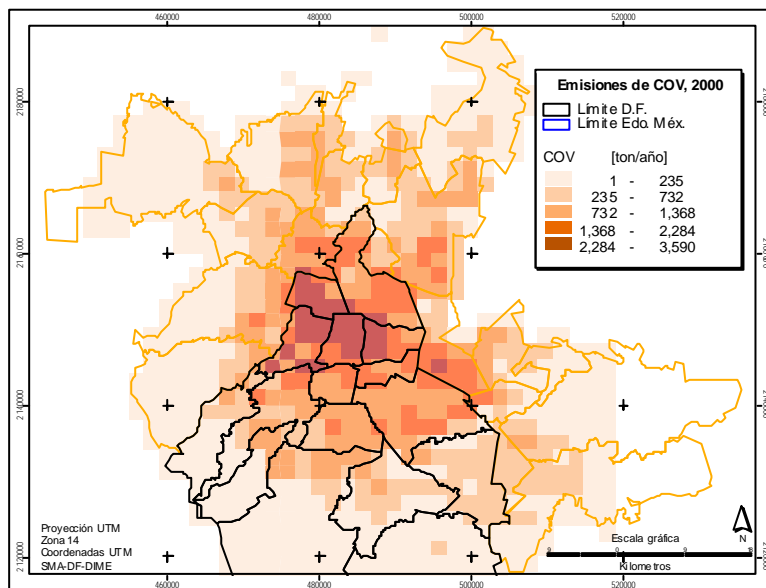 460000 480000 500000 520000
Emisiones de COV, 2000
Límite D.F.
Límite Edo. Méx.
COV [ton/año]
1 - 235
235 - 732
732 - 1,368
1,368 - 2,284
2,284 - 3,590
2180000
2160000
2140000
2120000
Proyección UTM
Zona 14
Coordenadas UTM
SMA-DF-DIME
N
Escala gráfica
Kilometros
460000 480000 500000 520000